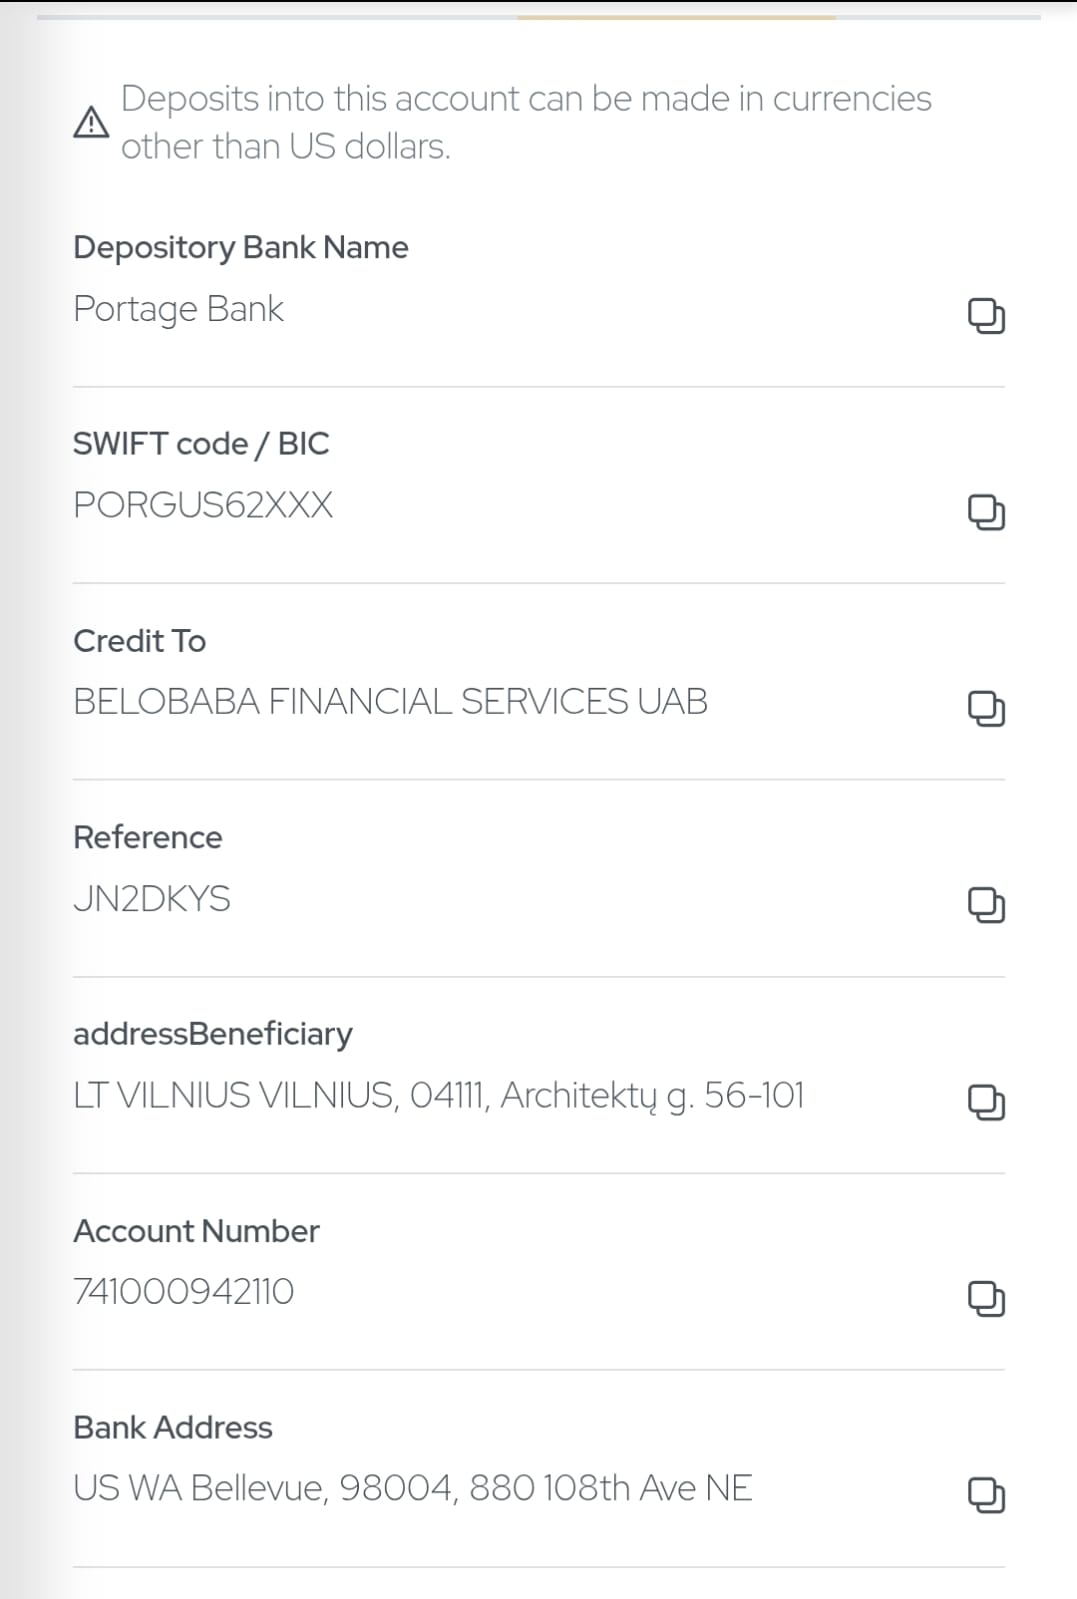 Deposits into this account can be made in currencies
other than US dollars.
Depository Bank Name
Portage Bank
SWIFT code / BIC
PORGUS62XXX
Credit To
BELOBABA FINANCIAL SERVICES UAB
Reference
JN2DKYS
addressBeneficiary
LT VILNIUS VILNIUS, 04111, Architektų g. 56-101
Account Number
741000942110
Bank Address
US WA Bellevue, 98004, 880 108th Ave NE